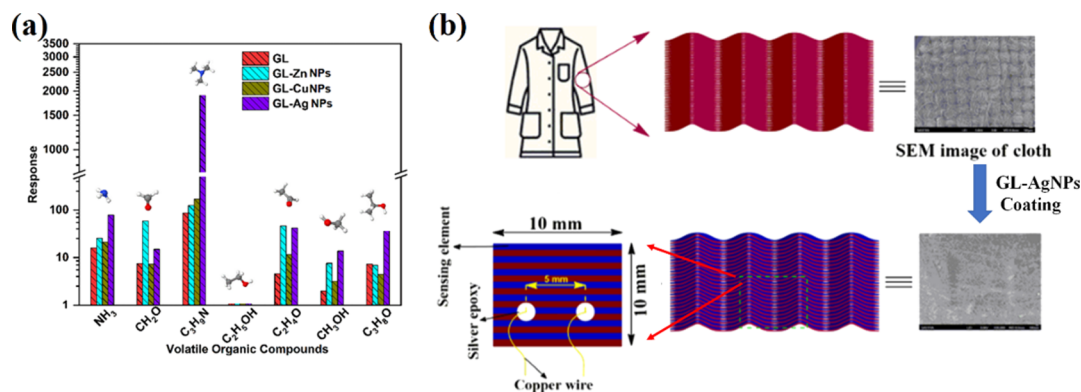 (a)
3500
3000
2500
2000
1500
1000
100
10
1
Response
GL
GL-Zn NPs
GL-Cu NPs
GL-Ag NPs
NH3
CH2O
C3H9N
C2H5OH
C2H4O
CH3OH
C3H8O
Volatile Organic Compounds
(b)
SEM image of cloth
GL-AgNPs
Coating
10 mm
5 mm
10 mm
Sensing element
Silver epoxy
Copper wire